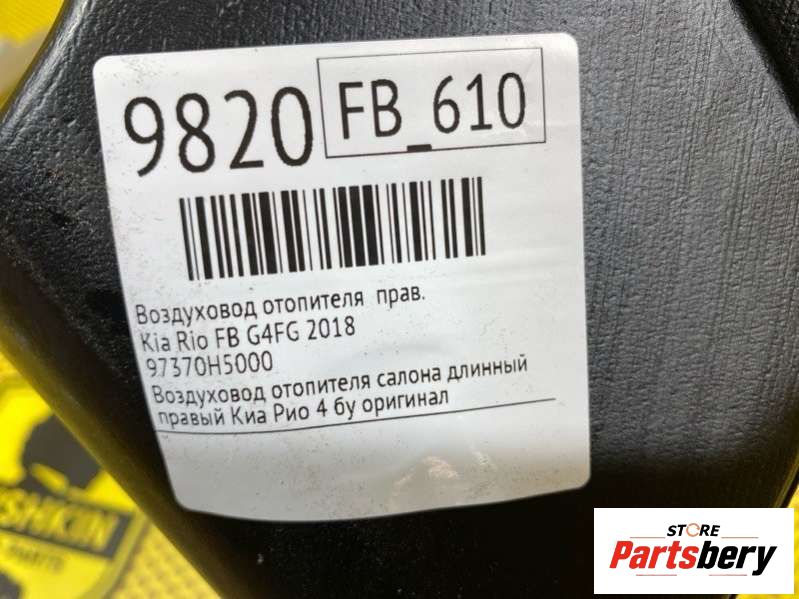 9820 FB_610
Воздуховод отопителя прав.
Kia Rio FB G4FG 2018
97370H5000
Воздуховод отопителя салона длинный
правый Киа Рио 4 бу оригинал
STORE
Partsbery